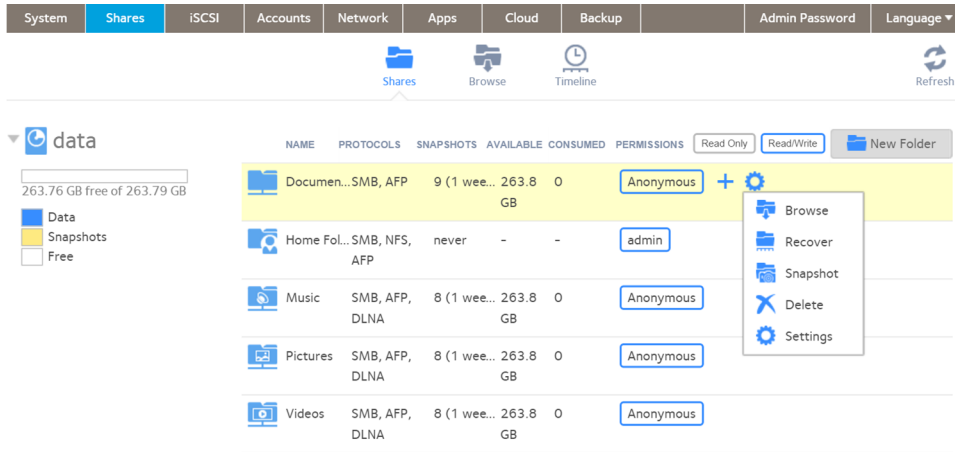 System Shares iSCSI Accounts Network Apps Cloud Backup Admin Password Language
Shares Browse Timeline Refresh
data
NAME PROTOCOLS SNAPSHOTS AVAILABLE CONSUMED PERMISSIONS Read Only Read/Write New Folder
263.76 GB free of 263.79 GB
Data
Snapshots
Free
Documen... SMB, AFP 9 (1 wee... 263.8 0 Anonymous
GB
Home Fol... SMB, NFS, never - - admin
AFP
Music SMB, AFP, 8 (1 wee... 263.8 0 Anonymous
DLNA GB
Pictures SMB, AFP, 8 (1 wee... 263.8 0 Anonymous
DLNA GB
Videos SMB, AFP, 8 (1 wee... 263.8 0 Anonymous
DLNA GB
Browse
Recover
Snapshot
Delete
Settings